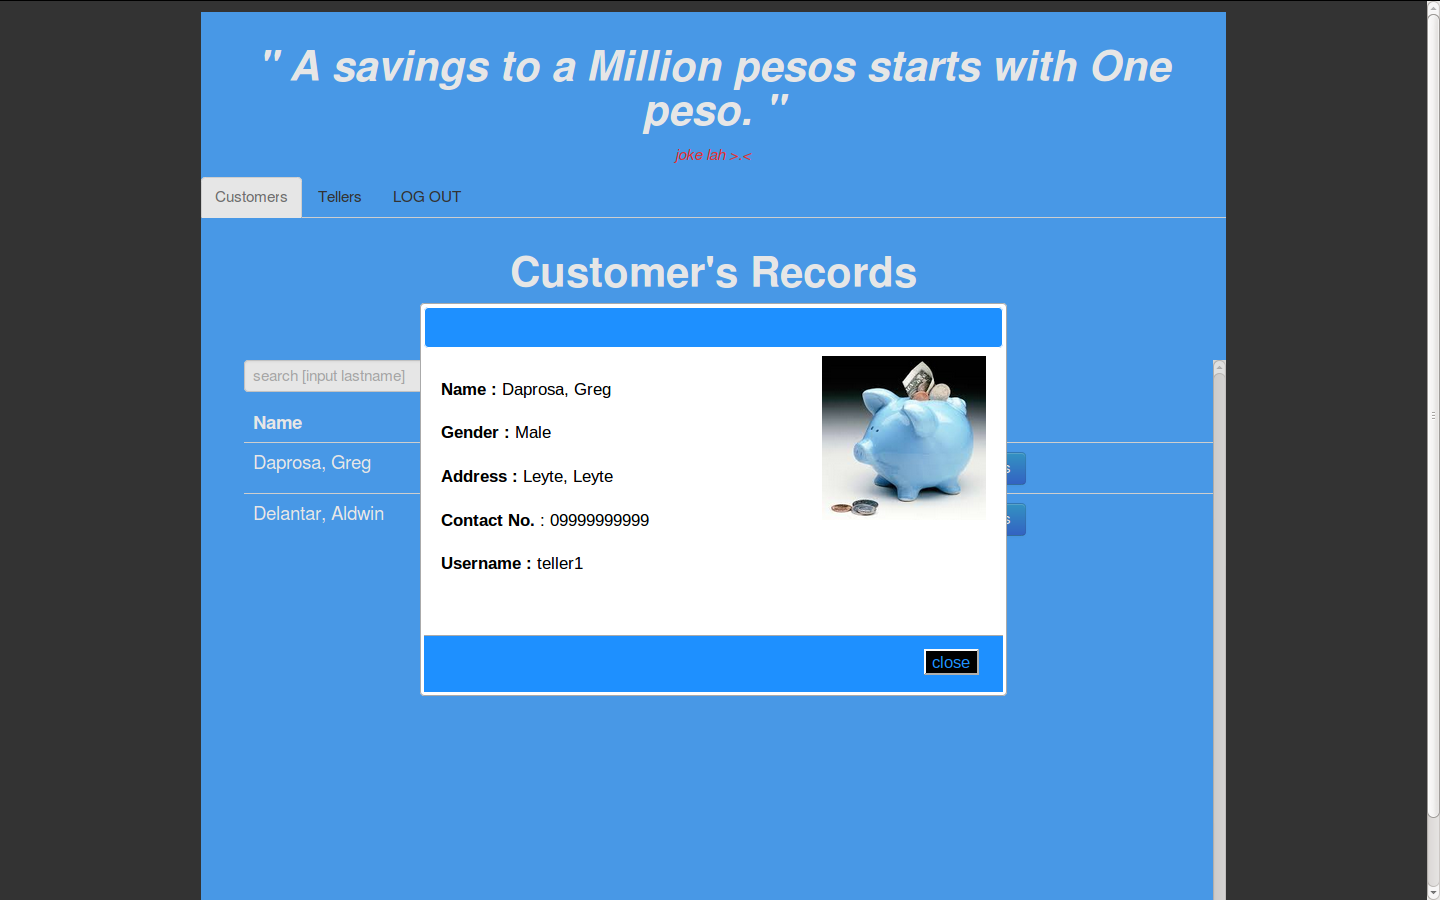 " A savings to a Million pesos starts with One
peso. "
joke lah >.<
Customers Tellers LOG OUT
Customer's Records
search [input lastname]
Name
Daprosa, Greg
s
Delantar, Aldwin
s
Name : Daprosa, Greg
Gender : Male
Address : Leyte, Leyte
Contact No. : 09999999999
Username : teller1
close